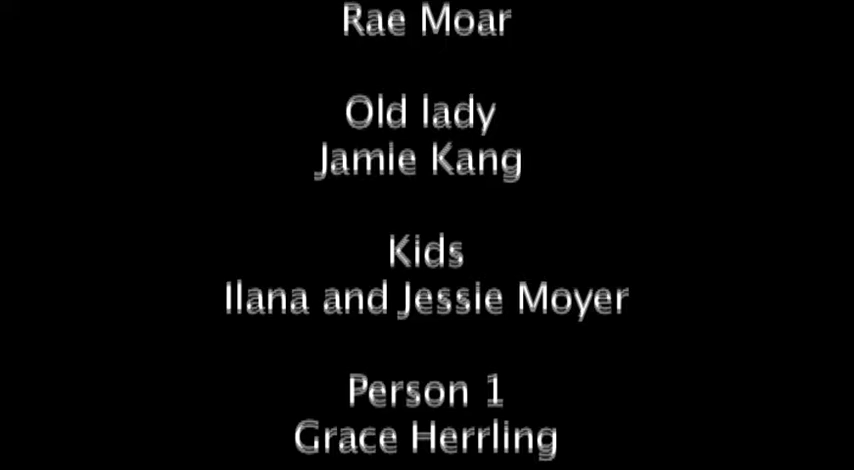 Rae Moar
Old lady
Jamie Kang
Kids
Ilana and Jessie Moyer
Person 1
Grace Herrling